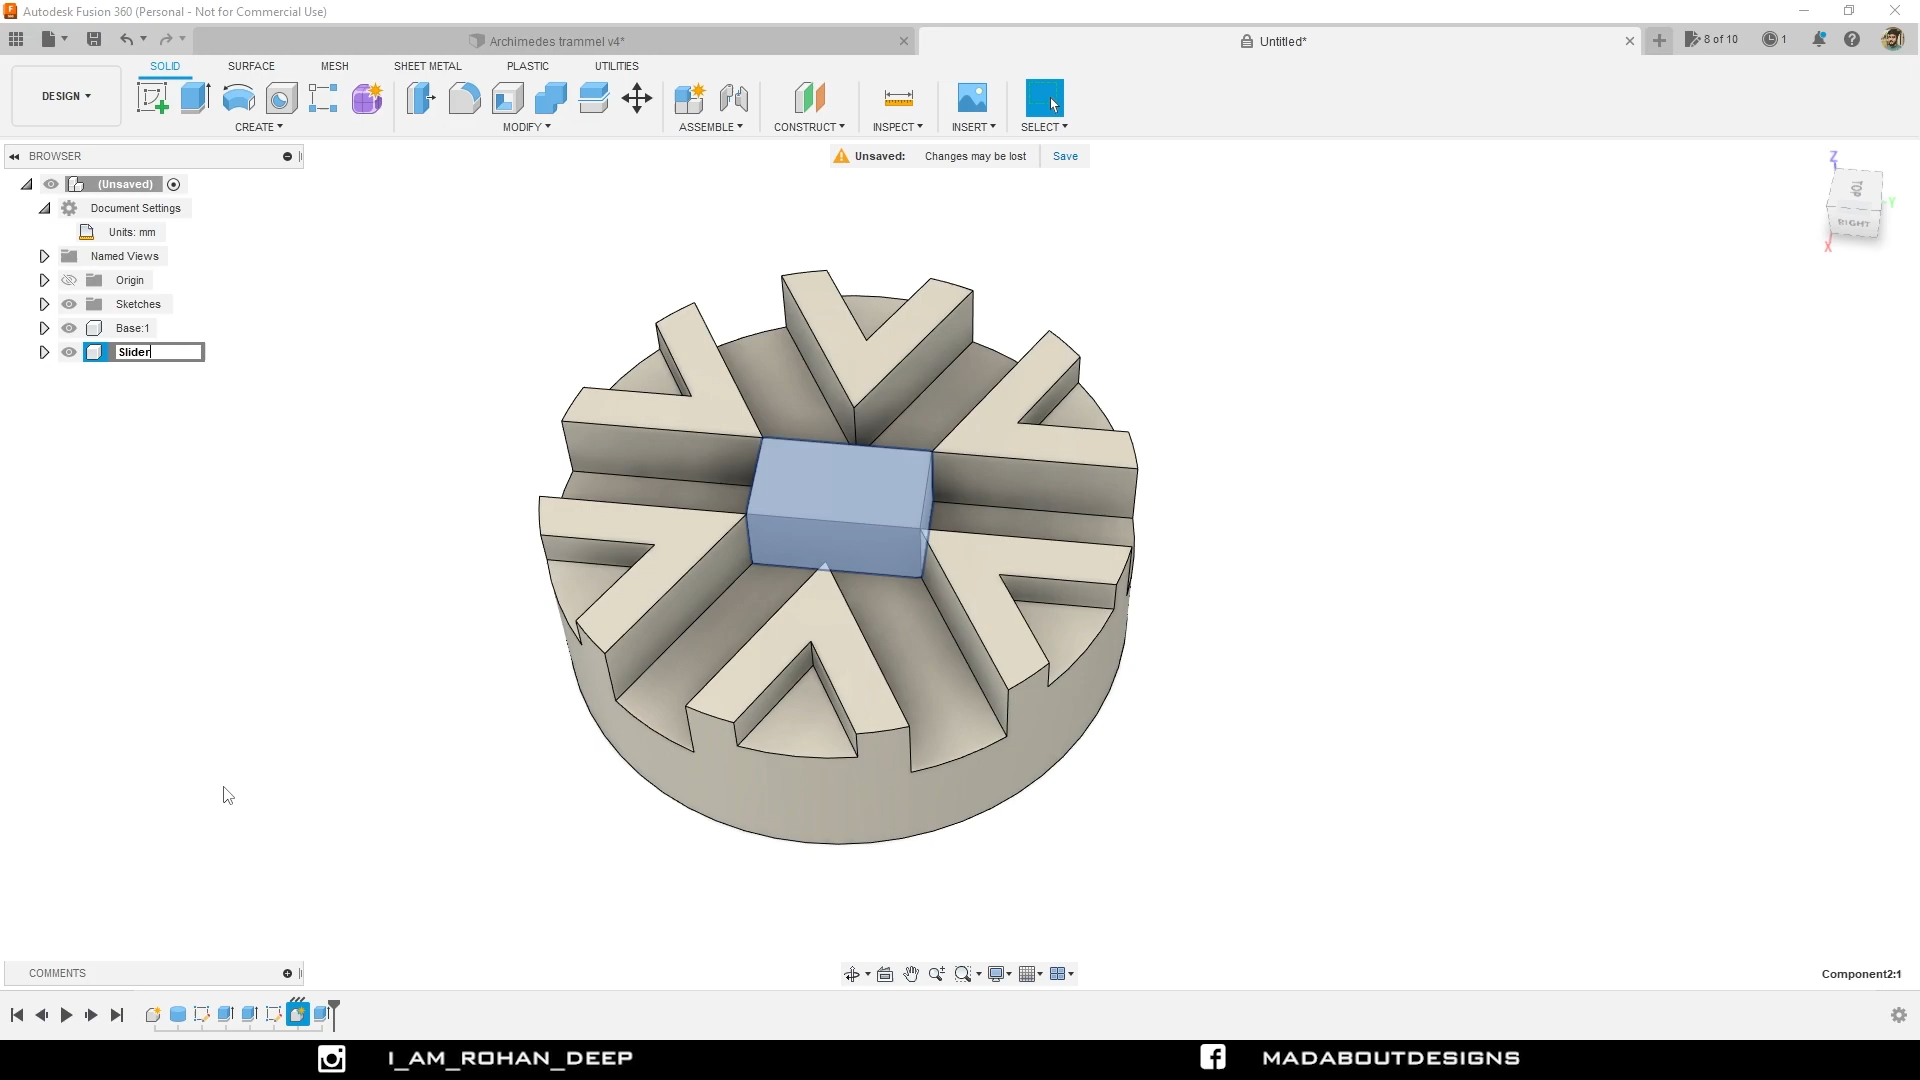 Autodesk Fusion 360 (Personal - Not for Commercial Use)
Archimedes trammel v4*
Untitled*
8 of 10
1
DESIGN
SOLID
SURFACE
MESH
SHEET METAL
PLASTIC
UTILITIES
CREATE
MODIFY
ASSEMBLE
CONSTRUCT
INSPECT
INSERT
SELECT
BROWSER
Unsaved:
Changes may be lost
Save
(Unsaved)
Document Settings
Units: mm
Named Views
Origin
Sketches
Base:1
Slider
Z
TOP
Y
RIGHT
X
COMMENTS
Component2:1
I_AM_ROHAN_DEEP
MADABOUTDESIGNS